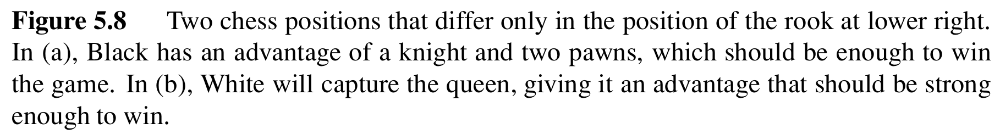 Figure 5.8 Two chess positions that differ only in the position of the rook at lower right.
In (a), Black has an advantage of a knight and two pawns, which should be enough to win
the game. In (b), White will capture the queen, giving it an advantage that should be strong
enough to win.